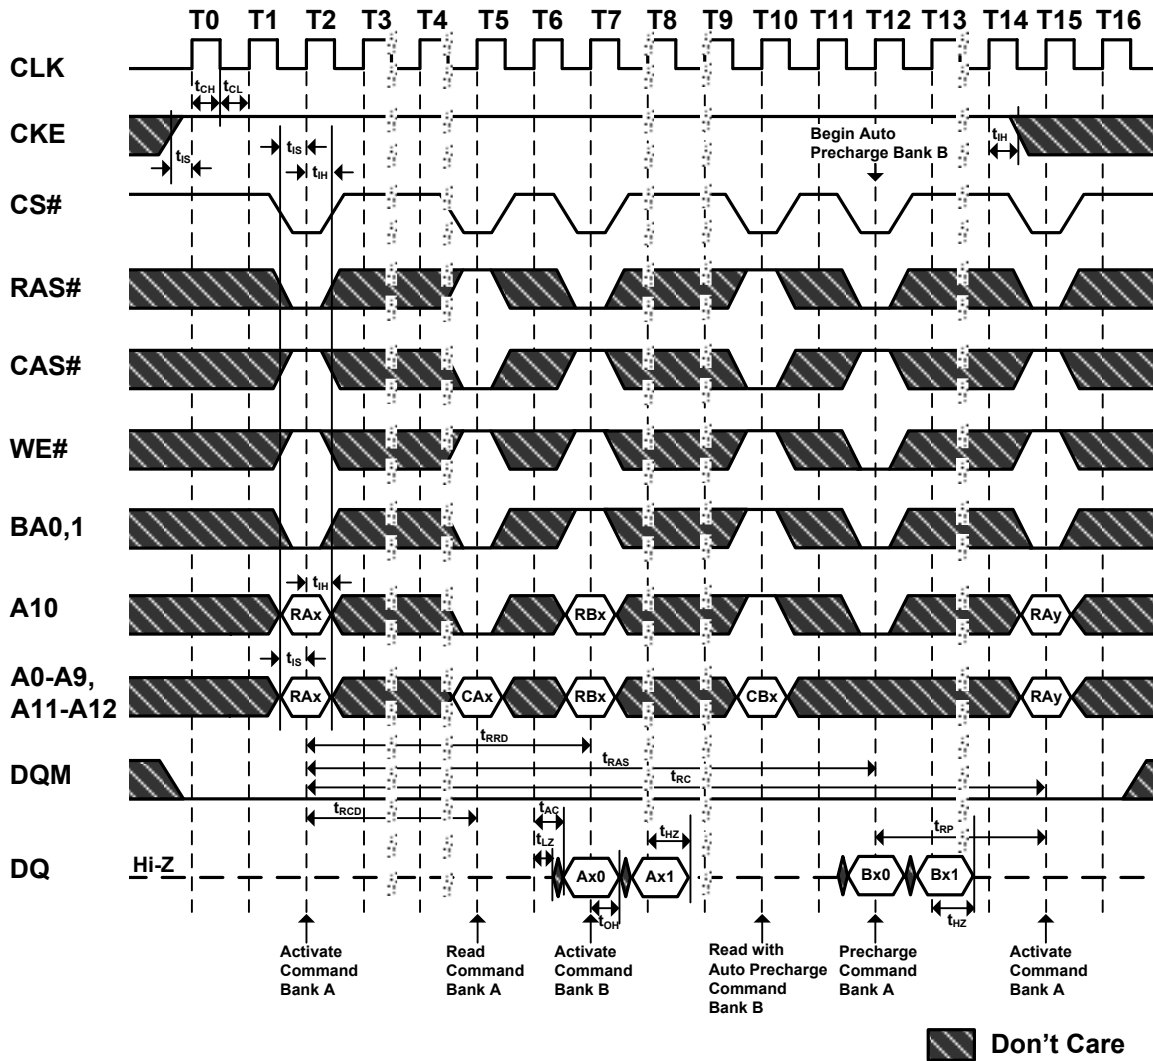 T0 T1 T2 T3 T4 T5 T6 T7 T8 T9 T10 T11 T12 T13 T14 T15 T16
CLK
tCH tCL
CKE
tIS
tIS
tIH
Begin Auto
Precharge Bank B
tIH
CS#
RAS#
CAS#
WE#
BA0,1
tIH
A10
RAx
RBx
RAy
tIS
A0-A9,
A11-A12
RAx
CAx
RBx
CBx
RAy
tRRD
tRAS
tRC
DQM
tRCD
tAC
tLZ
tHZ
tRP
DQ
Hi-Z
Ax0
Ax1
Bx0
Bx1
tOH
tHZ
Activate
Command
Bank A
Read
Command
Bank A
Activate
Command
Bank B
Read with
Auto Precharge
Command
Bank B
Precharge
Command
Bank A
Activate
Command
Bank A
Don't Care